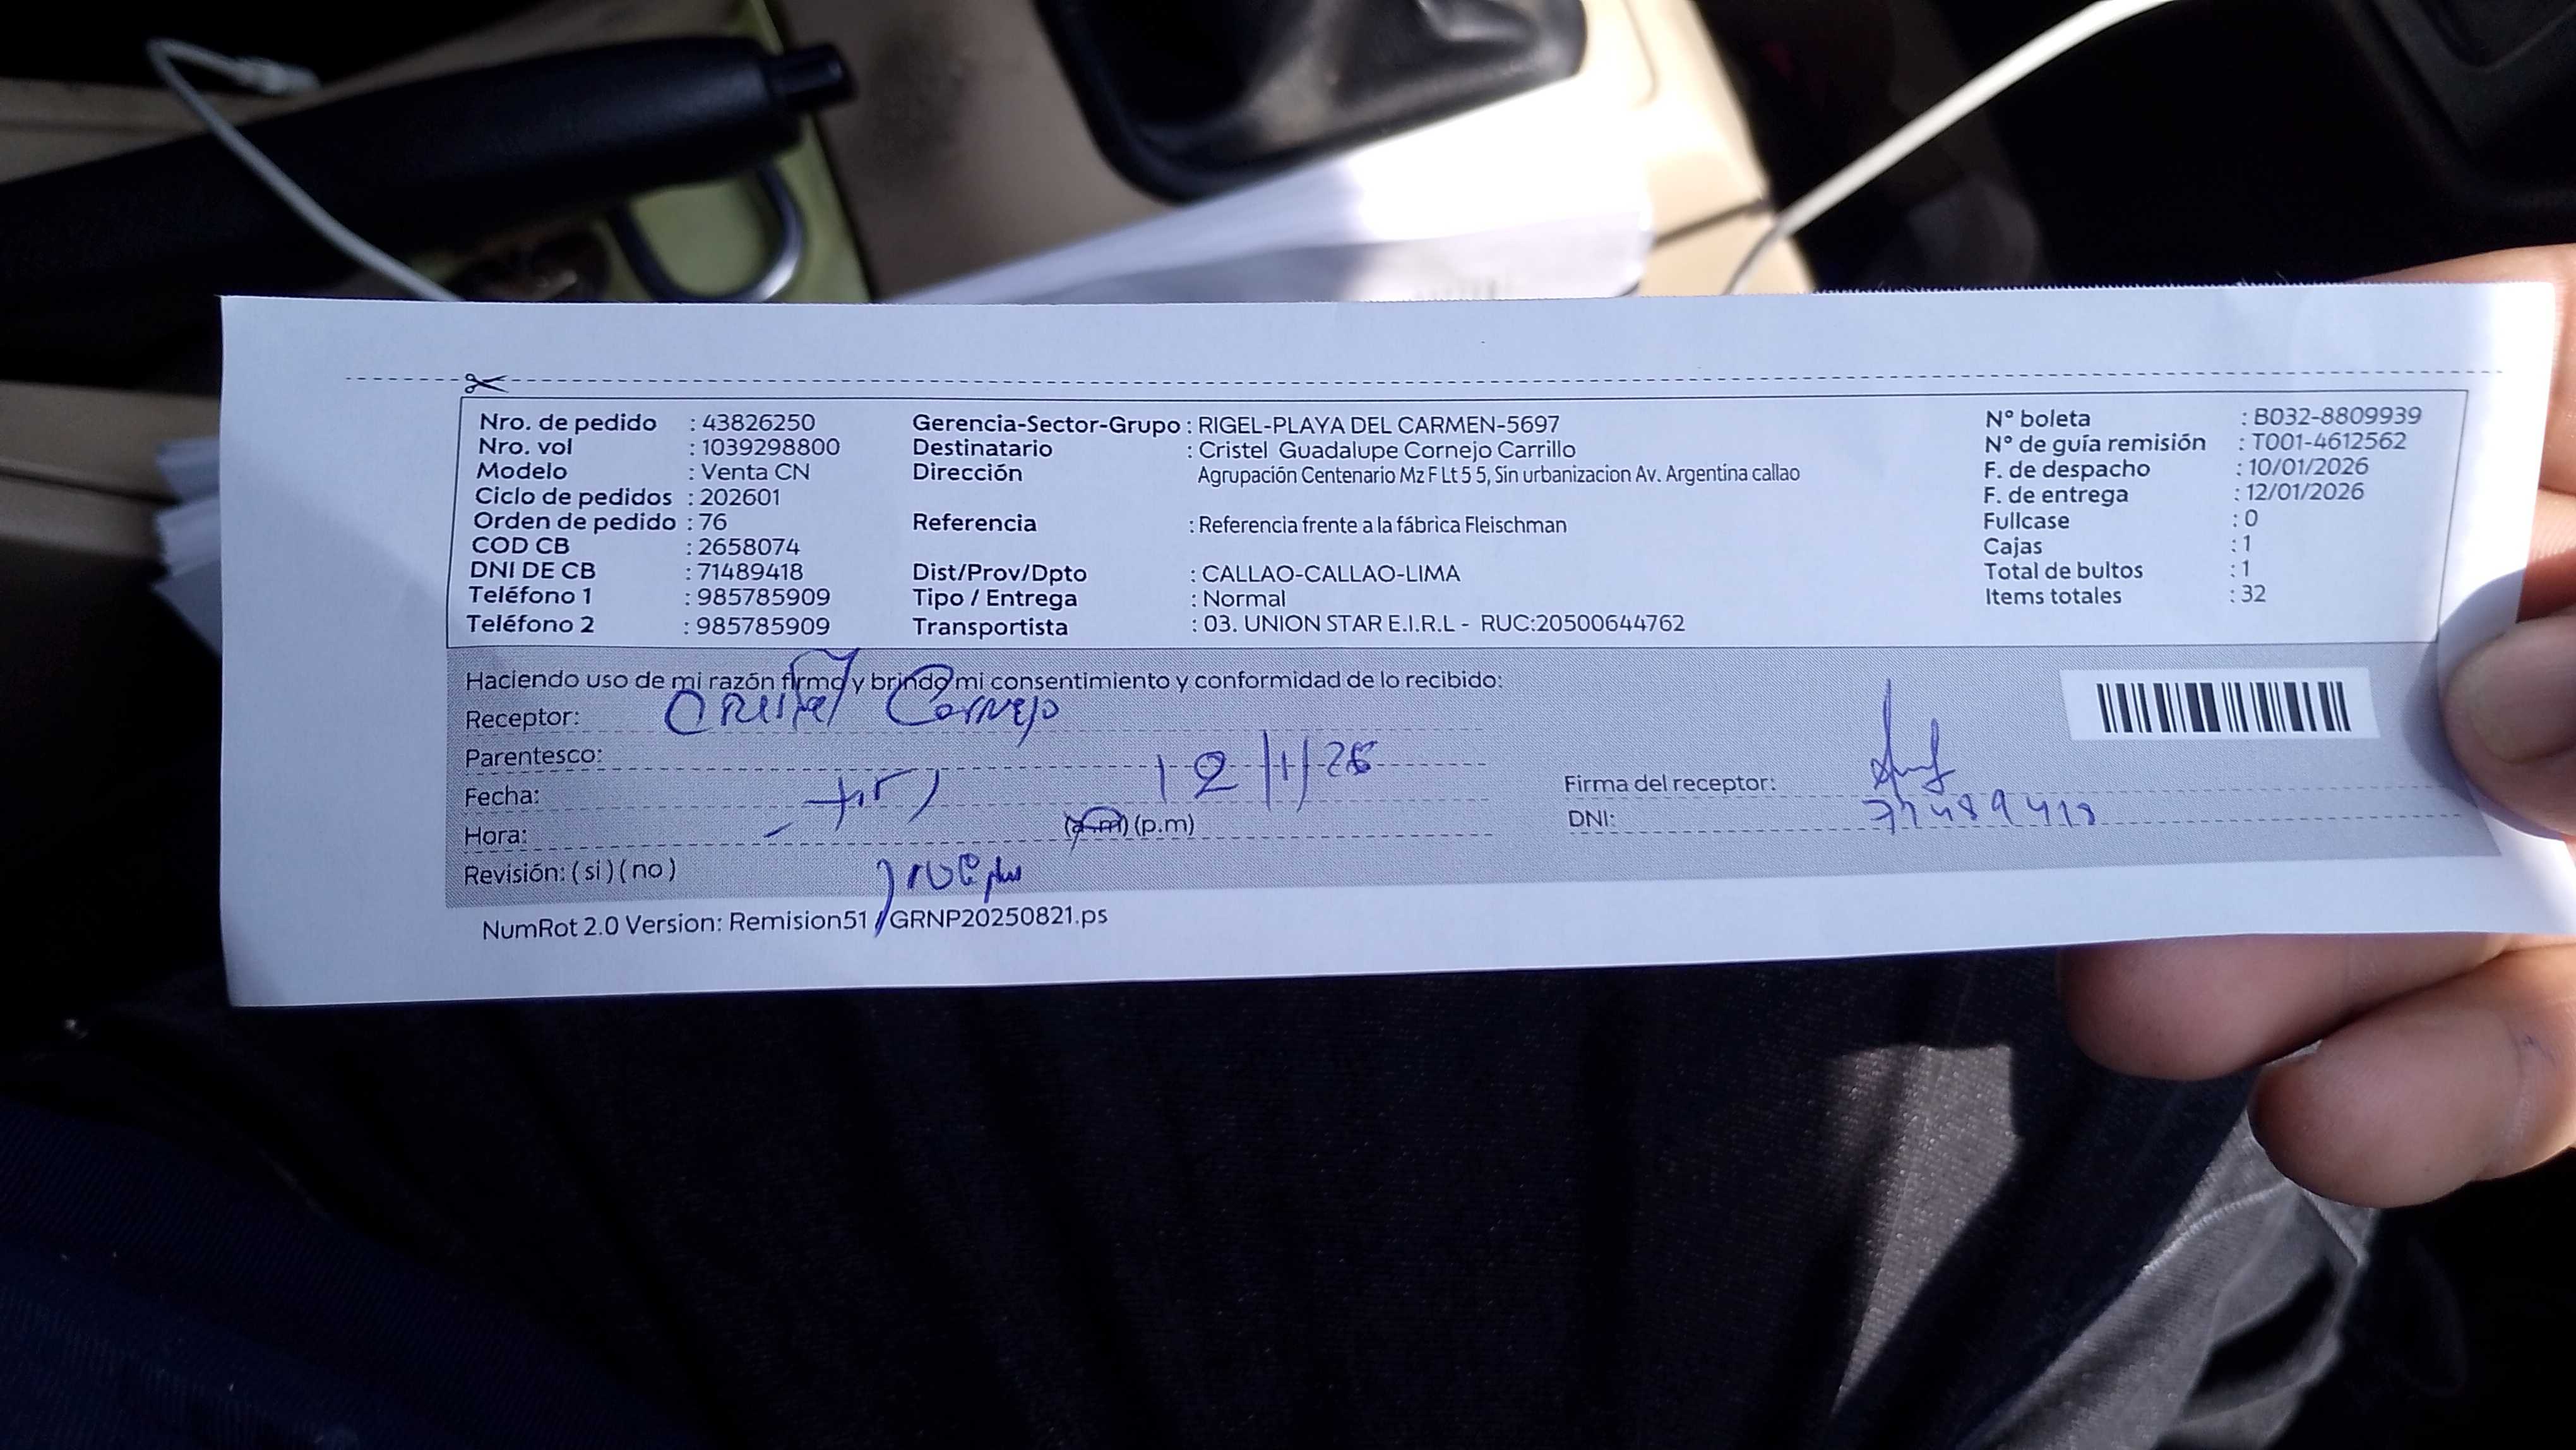 Nro. de pedido : 43826250
Nro. vol : 1039298800
Modelo : Venta CN
Ciclo de pedidos : 202601
Orden de pedido : 76
COD CB : 2658074
DNI DE CB : 71489418
Teléfono 1 : 985785909
Teléfono 2 : 985785909
Gerencia-Sector-Grupo : RIGEL-PLAYA DEL CARMEN-5697
Destinatario : Cristel Guadalupe Cornejo Carrillo
Dirección Agrupación Centenario Mz F Lt 5 5, Sin urbanizacion Av. Argentina callao
Referencia : Referencia frente a la fábrica Fleischman
Dist/Prov/Dpto : CALLAO-CALLAO-LIMA
Tipo / Entrega : Normal
Transportista : 03. UNION STAR E.I.R.L - RUC:20500644762
N° boleta : B032-8809939
N° de guía remisión : T001-4612562
F. de despacho : 10/01/2026
F. de entrega : 12/01/2026
Fullcase : 0
Cajas : 1
Total de bultos : 1
Items totales : 32
Haciendo uso de mi razón firmo y brindo mi consentimiento y conformidad de lo recibido:
Receptor: Cristel Cornejo
Parentesco:
Fecha: 12/1/26
Hora: (a.m) (p.m)
Revisión: ( si ) ( no )
Firma del receptor:
DNI: 71489418
NumRot 2.0 Version: Remision51 / GRNP20250821.ps